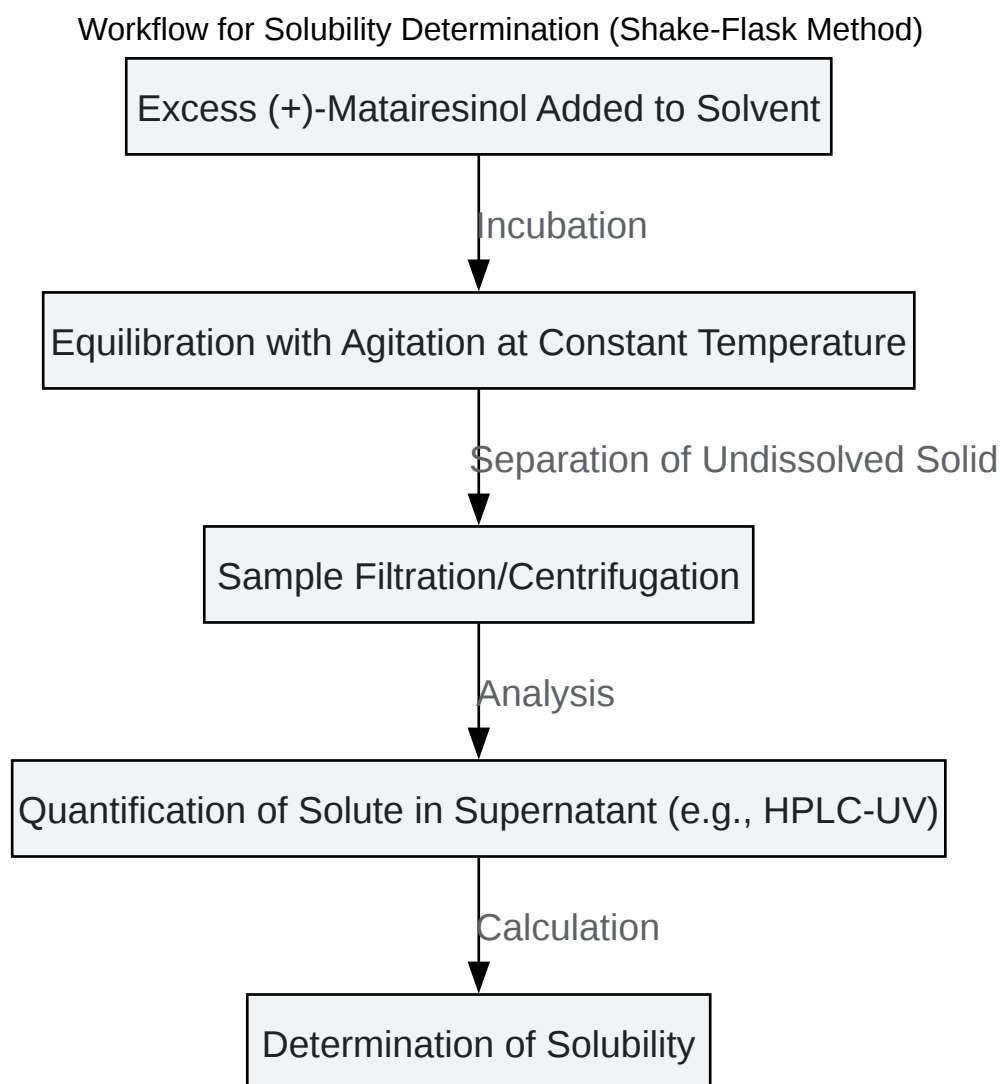 Workflow for Solubility Determination (Shake-Flask Method)
Excess (+)-Matairesinol Added to Solvent
Incubation
Equilibration with Agitation at Constant Temperature
Separation of Undissolved Solid
Sample Filtration/Centrifugation
Analysis
Quantification of Solute in Supernatant (e.g., HPLC-UV)
Calculation
Determination of Solubility